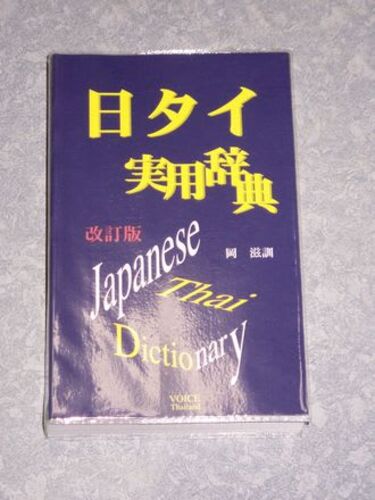 日タイ
実用辞典
改訂版
岡 滋訓
Japanese
Thai
Dictionary
VOICE
Thailand